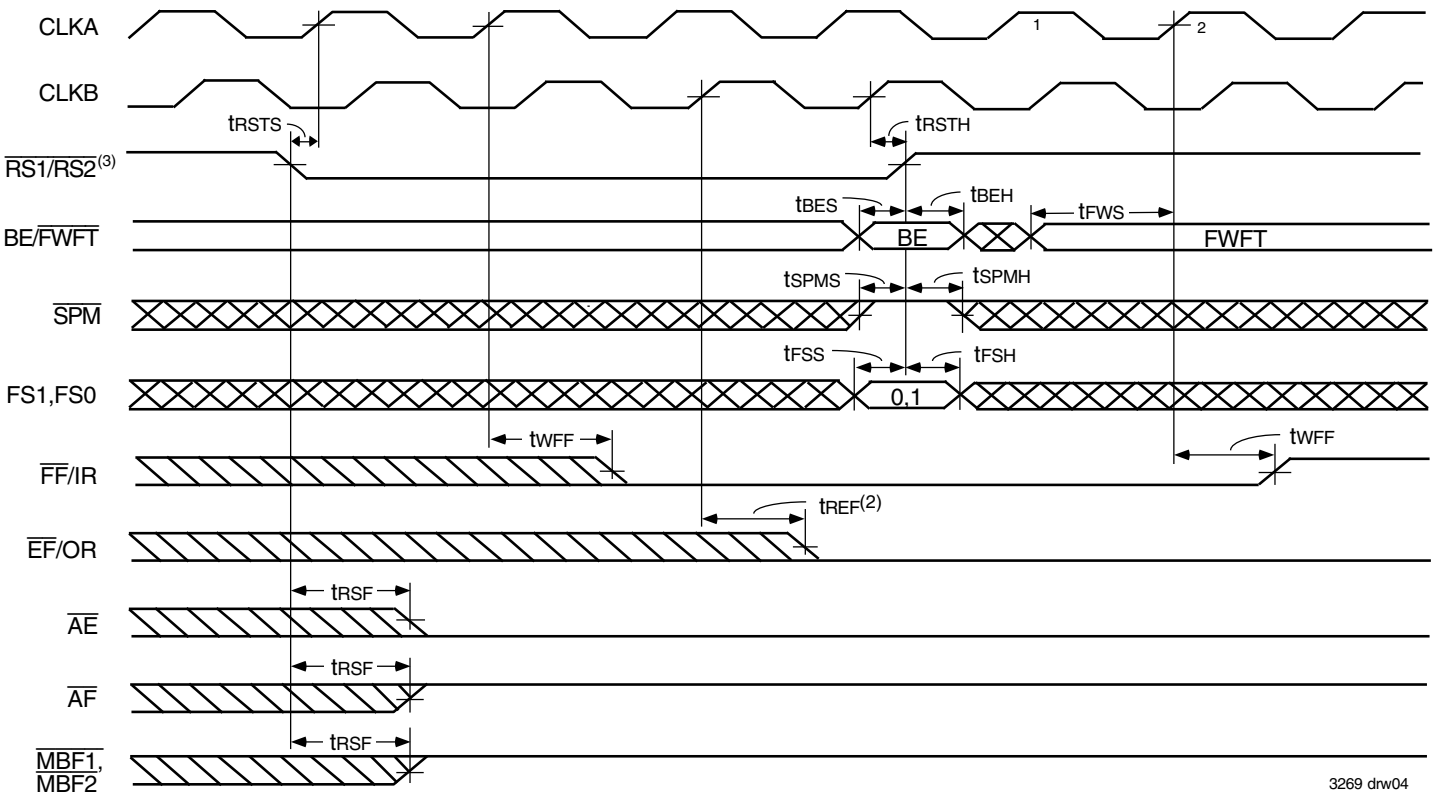 CLKA
1
2
CLKB
tRSTS
tRSTH
RS1/RS2(3)
tBES
tBEH
tFWS
BE/FWFT
BE
FWFT
tSPMS
tSPMH
SPM
tFSS
tFSH
FS1,FS0
0,1
tWFF
tWFF
FF/IR
tREF(2)
EF/OR
tRSF
AE
tRSF
AF
tRSF
MBF1,
MBF2
3269 drw04